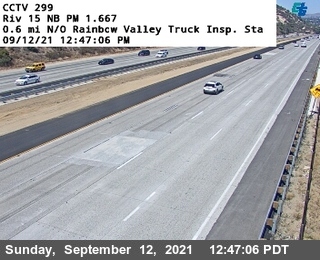 CCTV 299
Riv 15 NB PM 1.667
0.6 mi N/O Rainbcw Valley Truck Insp. Sta
09/12/21 12:47:06 PM
Sunday, September 12, 2021 12:47:06 PDT